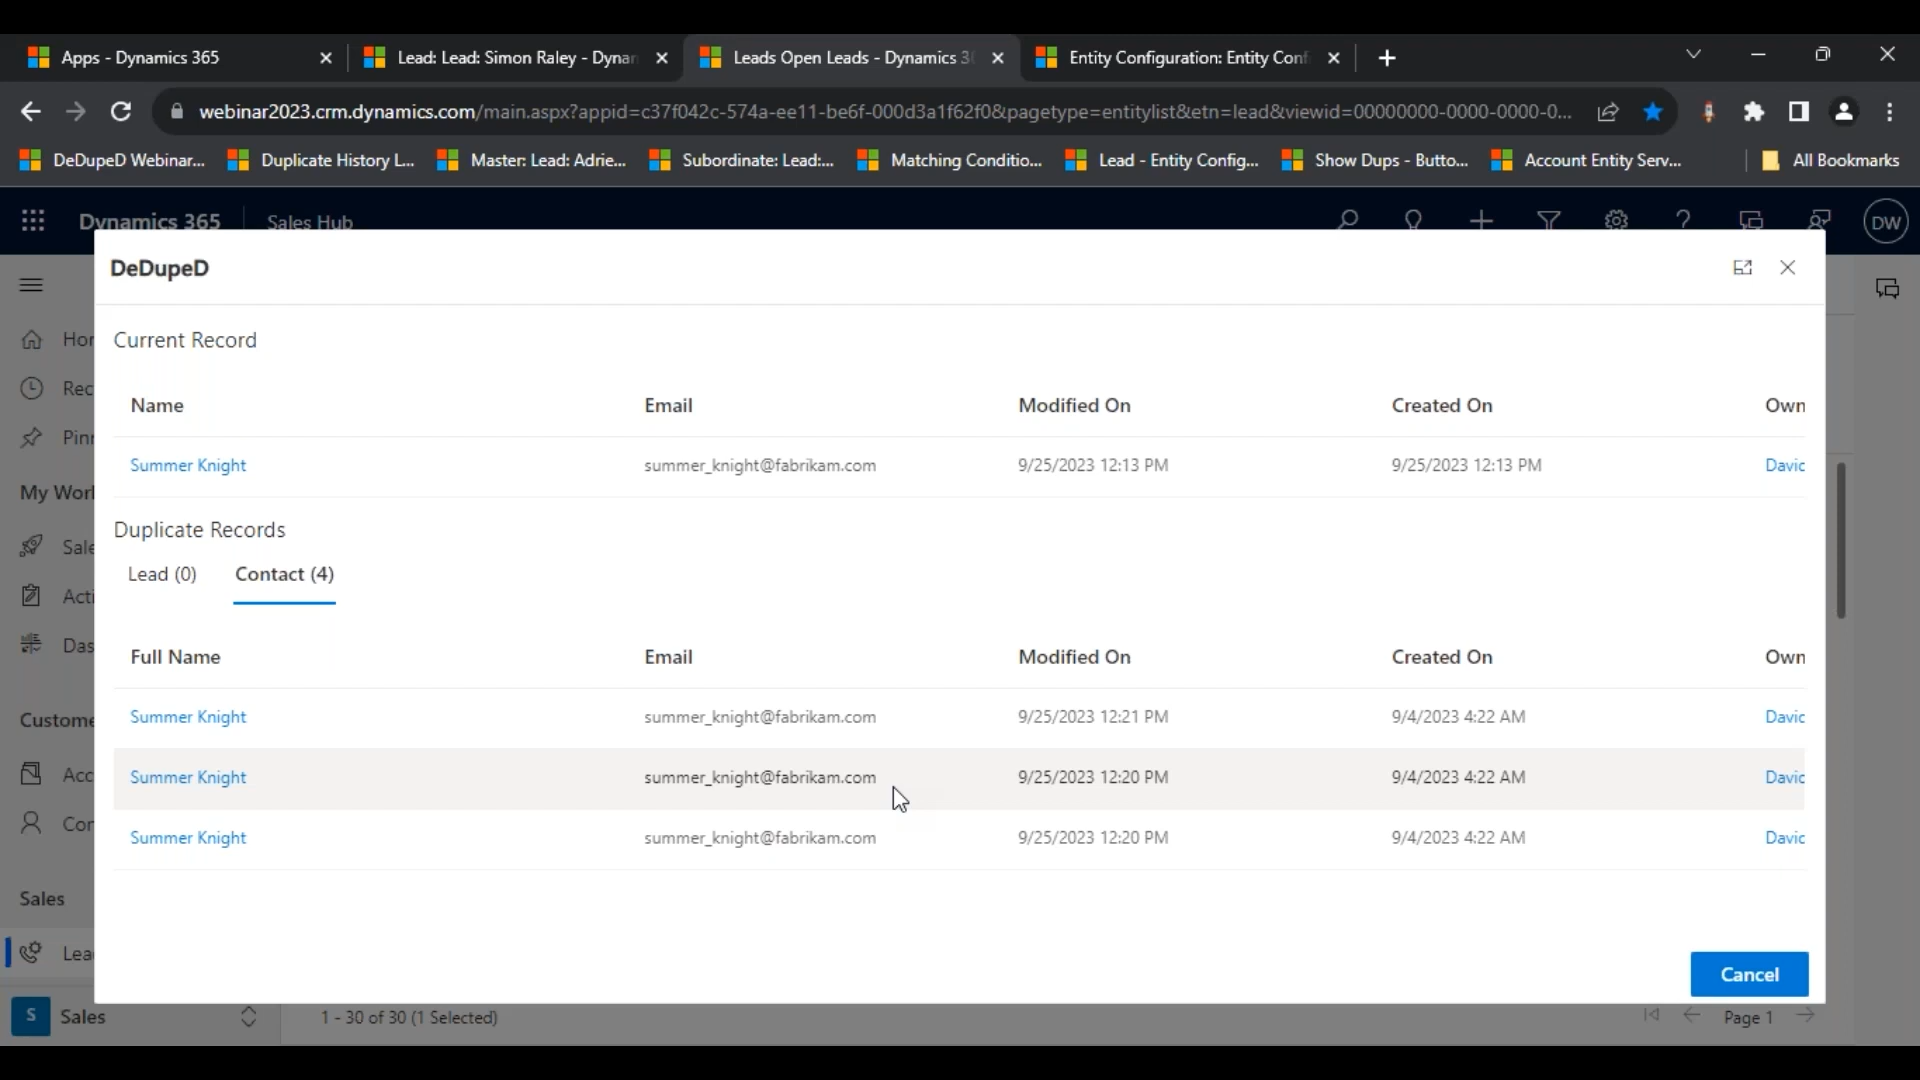 Apps - Dynamics 365
Lead: Lead: Simon Raley - Dynar
Leads Open Leads - Dynamics 3
Entity Configuration: Entity Conf
webinar2023.crm.dynamics.com/main.aspx?appid=c37f042c-574a-ee11-be6f-000d3a1f62f0&pagetype=entitylist&etn=lead&viewid=00000000-0000-0000-0...
DeDupeD Webinar...
Duplicate History L...
Master: Lead: Adrie...
Subordinate: Lead:...
Matching Conditio...
Lead - Entity Config...
Show Dups - Butto...
Account Entity Serv...
All Bookmarks
Dynamics 365
Sales Hub
DW
DeDupeD
Current Record
Name Email Modified On Created On Own
Summer Knight summer_knight@fabrikam.com 9/25/2023 12:13 PM 9/25/2023 12:13 PM Davic
Duplicate Records
Lead (0) Contact (4)
Full Name Email Modified On Created On Own
Summer Knight summer_knight@fabrikam.com 9/25/2023 12:21 PM 9/4/2023 4:22 AM Davic
Summer Knight summer_knight@fabrikam.com 9/25/2023 12:20 PM 9/4/2023 4:22 AM Davic
Summer Knight summer_knight@fabrikam.com 9/25/2023 12:20 PM 9/4/2023 4:22 AM Davic
Cancel
Hor
Rec
Pinr
My Worl
Sale
Acti
Das
Custome
Acc
Cor
Sales
Lea
S Sales
1 - 30 of 30 (1 Selected)
Page 1